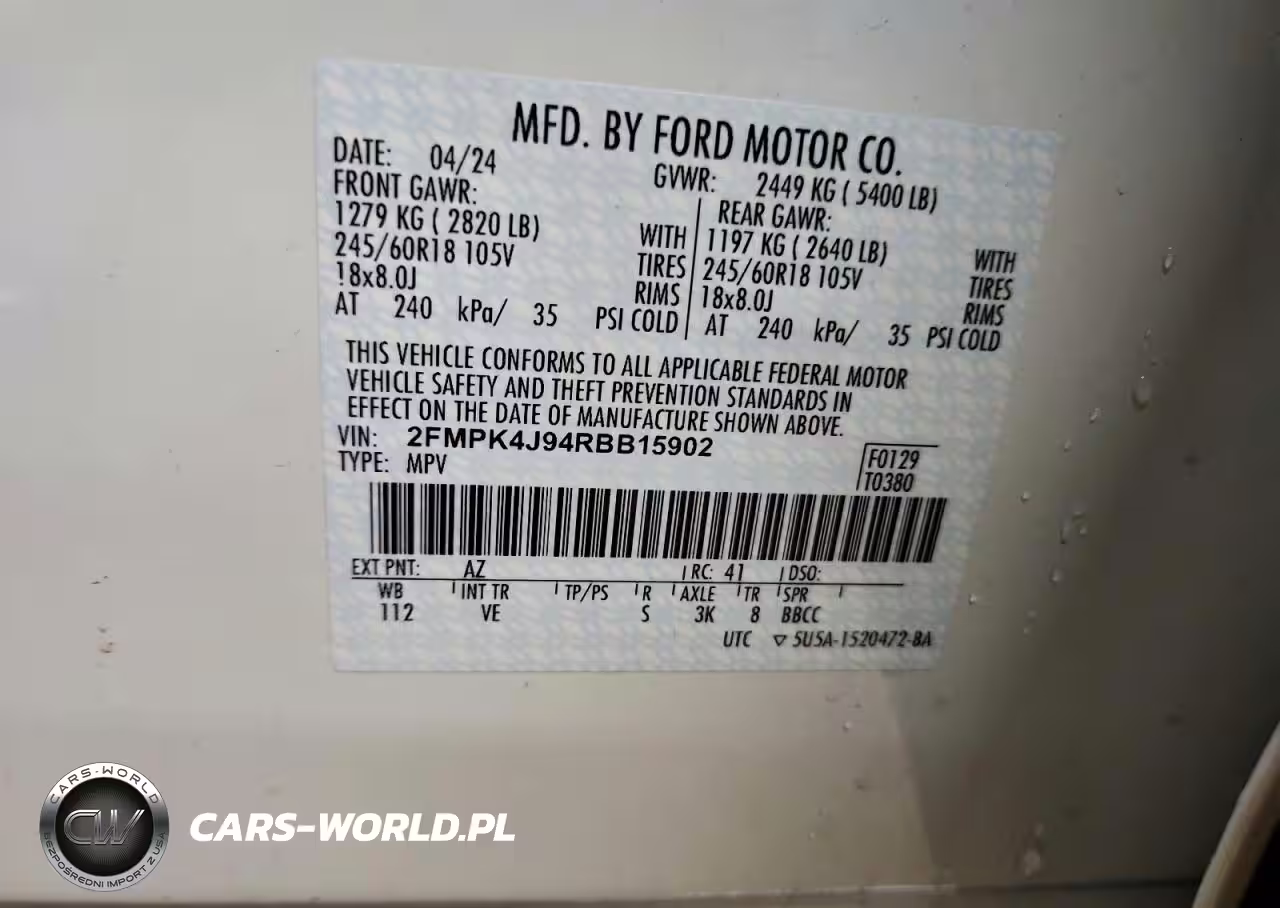 MFD. BY FORD MOTOR CO.
DATE: 04/24 GVWR: 2449 KG ( 5400 LB)
FRONT GAWR: REAR GAWR:
1279 KG ( 2820 LB) WITH 1197 KG ( 2640 LB) WITH
245/60R18 105V TIRES 245/60R18 105V TIRES
18x8.0J RIMS 18x8.0J RIMS
AT 240 kPa/ 35 PSI COLD AT 240 kPa/ 35 PSI COLD
THIS VEHICLE CONFORMS TO ALL APPLICABLE FEDERAL MOTOR
VEHICLE SAFETY AND THEFT PREVENTION STANDARDS IN
EFFECT ON THE DATE OF MANUFACTURE SHOWN ABOVE.
VIN: 2FMPK4J94RBB15902
TYPE: MPV
F0129
T0380
EXT PNT: AZ RC: 41 DSO:
WB INT TR TP/PS R AXLE TR SPR
112 VE S 3K 8 BBCC
UTC ▽ 5U5A-1520472-BA
CARS-WORLD
CW
BEZPOŚREDNI IMPORT Z USA
CARS-WORLD.PL